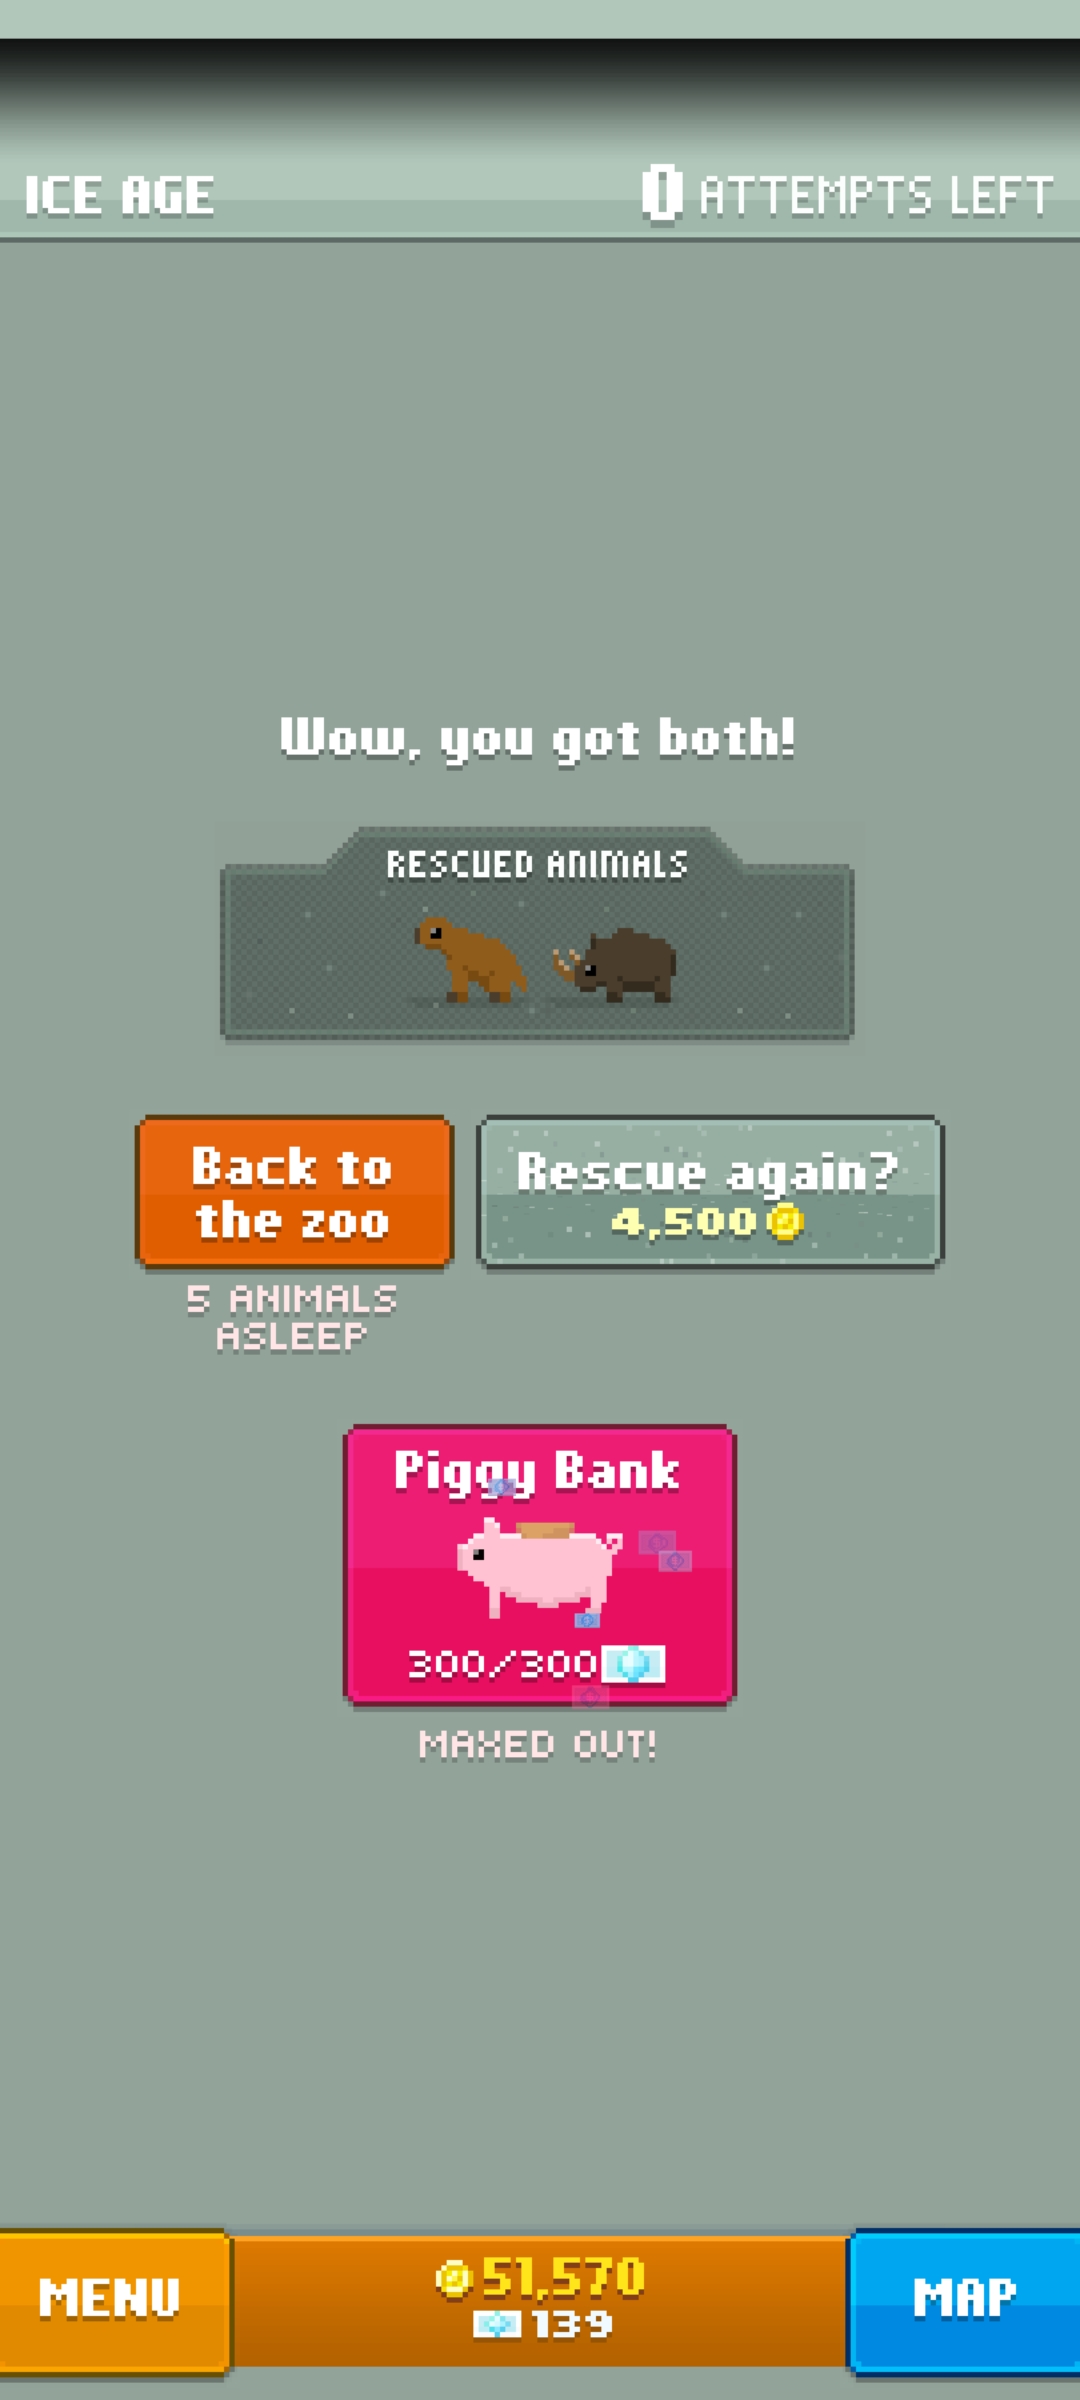 ICE AGE
0 ATTEMPTS LEFT
Wow, you got both!
RESCUED ANIMALS
Back to
the zoo
Rescue again?
4,500
5 ANIMALS
ASLEEP
Piggy Bank
300/300
MAXED OUT!
MENU
51,570
139
MAP